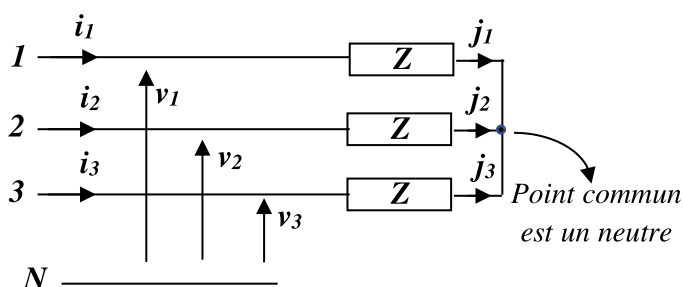 1 i1 Z j1
v1
2 i2 Z j2
v2
3 i3 Z j3
v3
Point commun
est un neutre
N